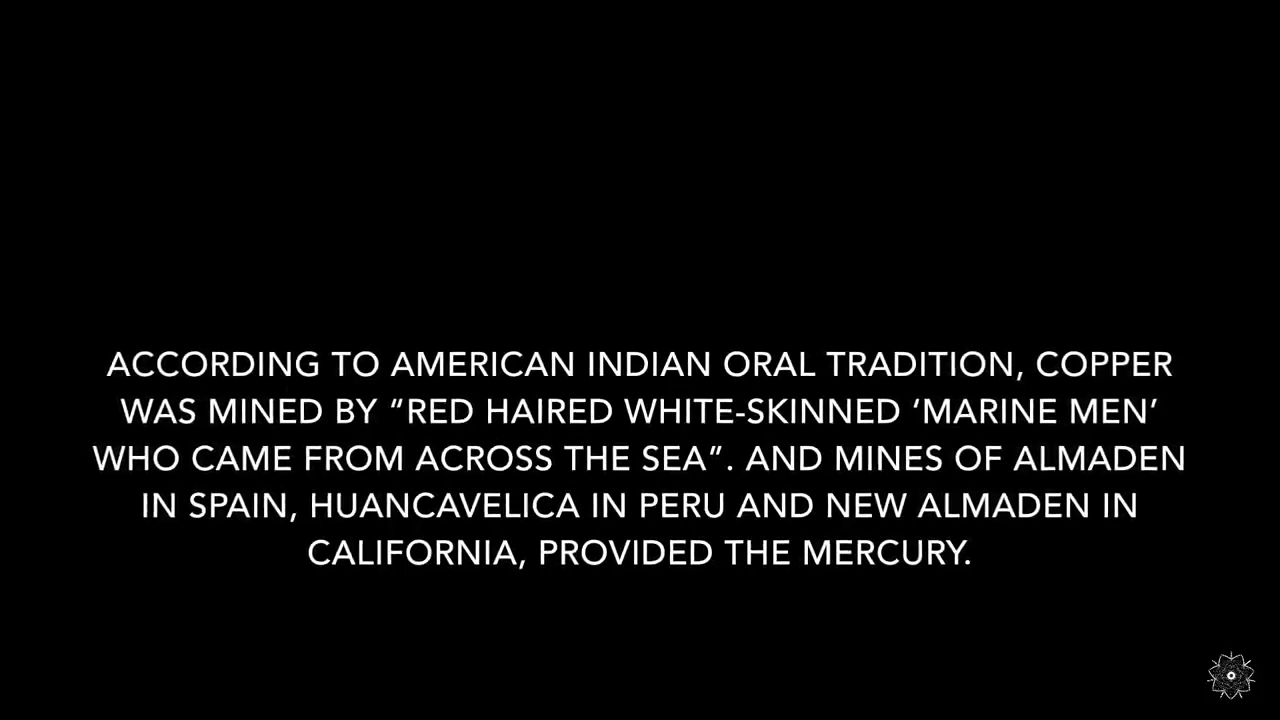 ACCORDING TO AMERICAN INDIAN ORAL TRADITION, COPPER
WAS MINED BY “RED HAIRED WHITE-SKINNED ‘MARINE MEN’
WHO CAME FROM ACROSS THE SEA”. AND MINES OF ALMADEN
IN SPAIN, HUANCAVELICA IN PERU AND NEW ALMADEN IN
CALIFORNIA, PROVIDED THE MERCURY.